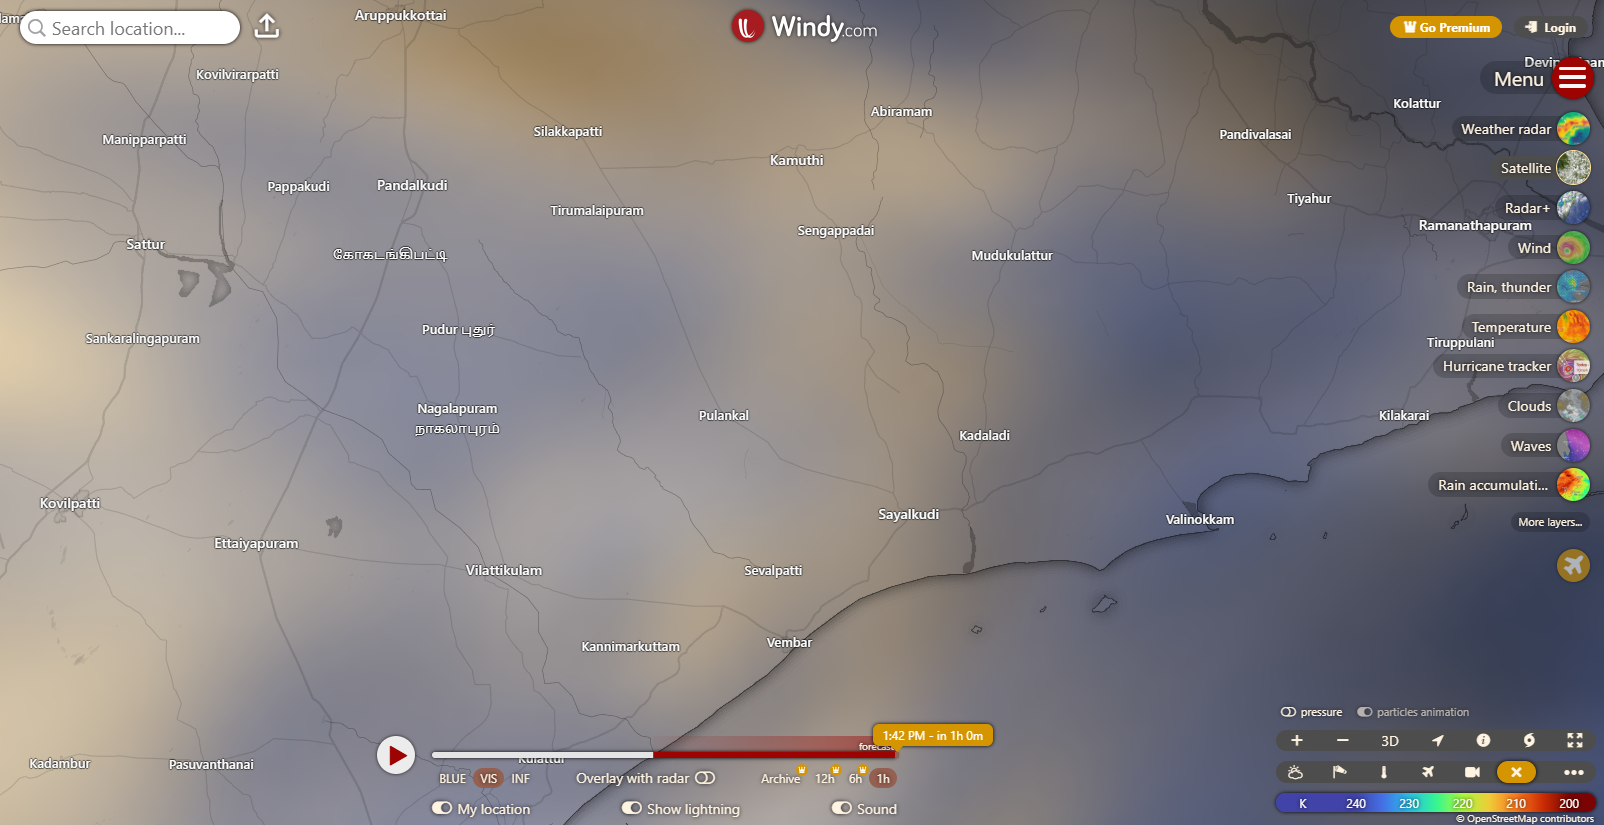 Search location...
Windy.com
Go Premium
Login
Menu
Weather radar
Satellite
Radar+
Wind
Rain, thunder
Temperature
Hurricane tracker
Clouds
Waves
Rain accumulati...
More layers...
Aruppukkottai
Kovilvirarpatti
Kolattur
Abiramam
Silakkapatti
Pandivalasai
Manipparpatti
Kamuthi
Pappakudi
Pandalkudi
Tiyahur
Tirumalaipuram
Ramanathapuram
Sengappadai
Sattur
கோகடங்கிபட்டி
Mudukulattur
Pudur புதுர்
Sankaralingapuram
Tiruppulani
Nagalapuram
நாகலாபுரம்
Pulankal
Kilakarai
Kadaladi
Kovilpatti
Sayalkudi
Valinokkam
Ettaiyapuram
Vilattikulam
Sevalpatti
Kannimarkuttam
Vembar
Kadambur
Pasuvanthanai
Kulattur
1:42 PM - in 1h 0m
forecast
BLUE VIS INF
Overlay with radar
Archive 12h 6h 1h
My location
Show lightning
Sound
pressure
particles animation
+ − 3D
K 240 230 220 210 200
© OpenStreetMap contributors